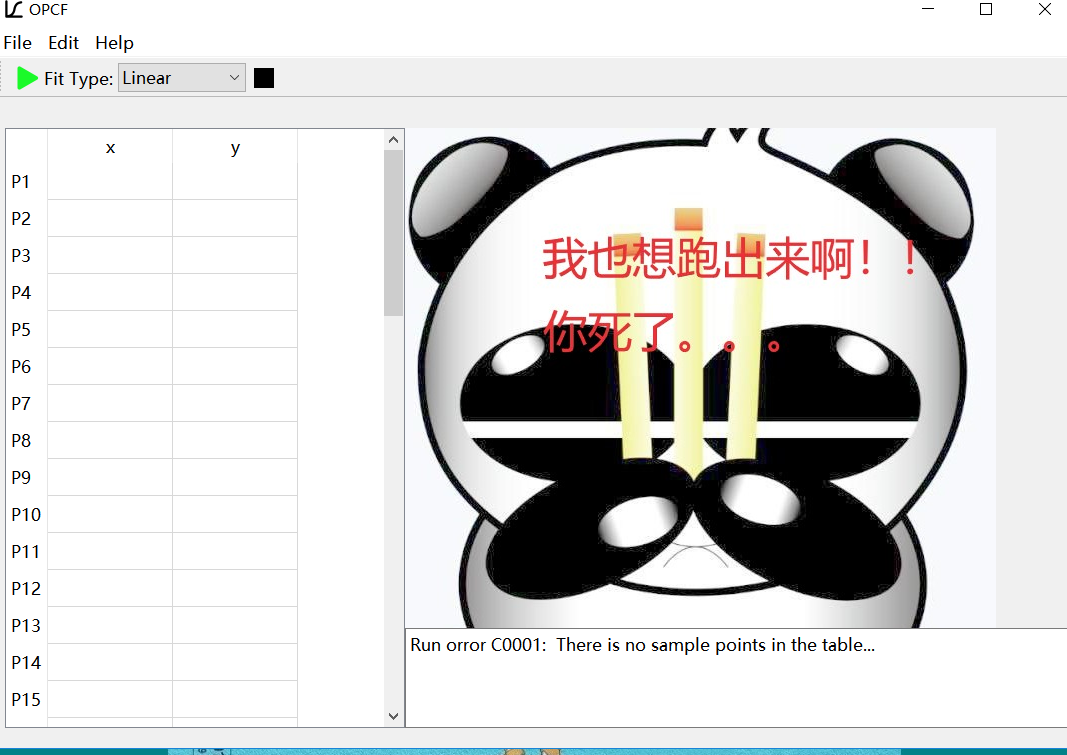 OPCF
File Edit Help
Fit Type: Linear
x y
P1
P2
P3
P4
P5
P6
P7
P8
P9
P10
P11
P12
P13
P14
P15
我也想跑出来啊！！
你死了。。。
Run orror C0001:  There is no sample points in the table...